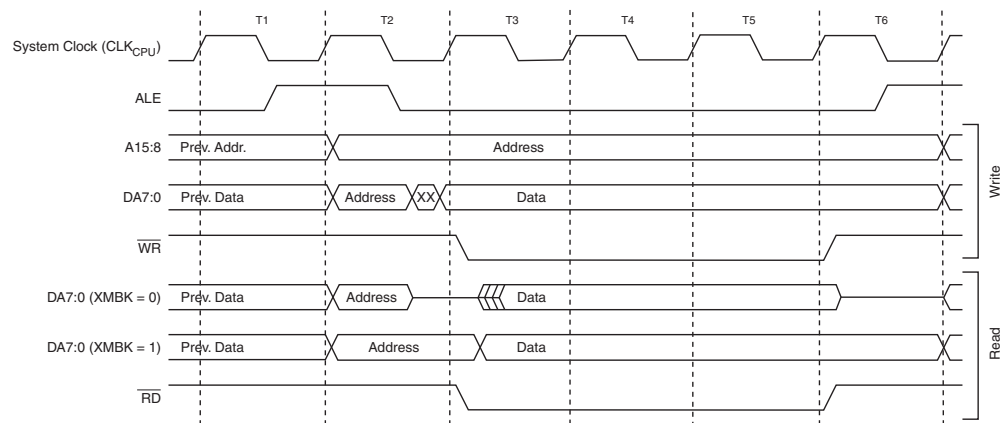 T1 T2 T3 T4 T5 T6
System Clock (CLKCPU)
ALE
A15:8 Prev. Addr. Address
DA7:0 Prev. Data Address XX Data
WR
Write
DA7:0 (XMBK = 0) Prev. Data Address Data
DA7:0 (XMBK = 1) Prev. Data Address Data
RD
Read